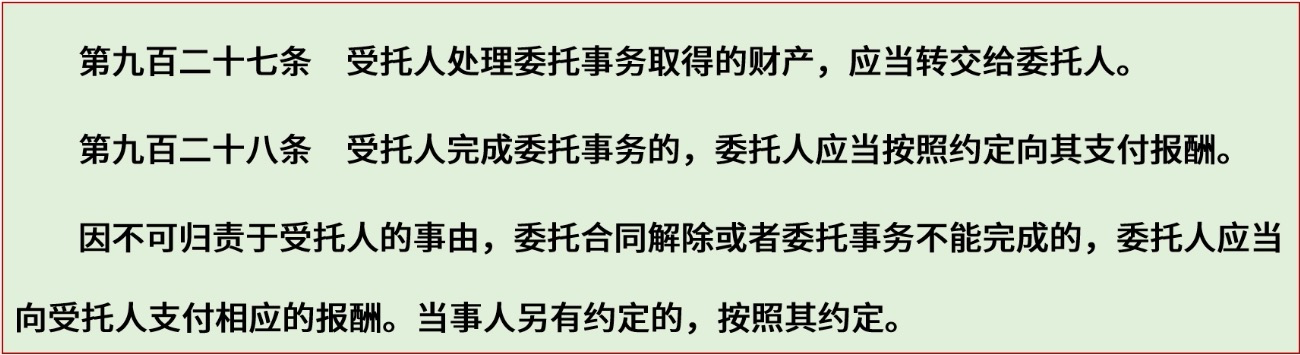 第九百二十七条　受托人处理委托事务取得的财产，应当转交给委托人。
第九百二十八条　受托人完成委托事务的，委托人应当按照约定向其支付报酬。
因不可归责于受托人的事由，委托合同解除或者委托事务不能完成的，委托人应当
向受托人支付相应的报酬。当事人另有约定的，按照其约定。